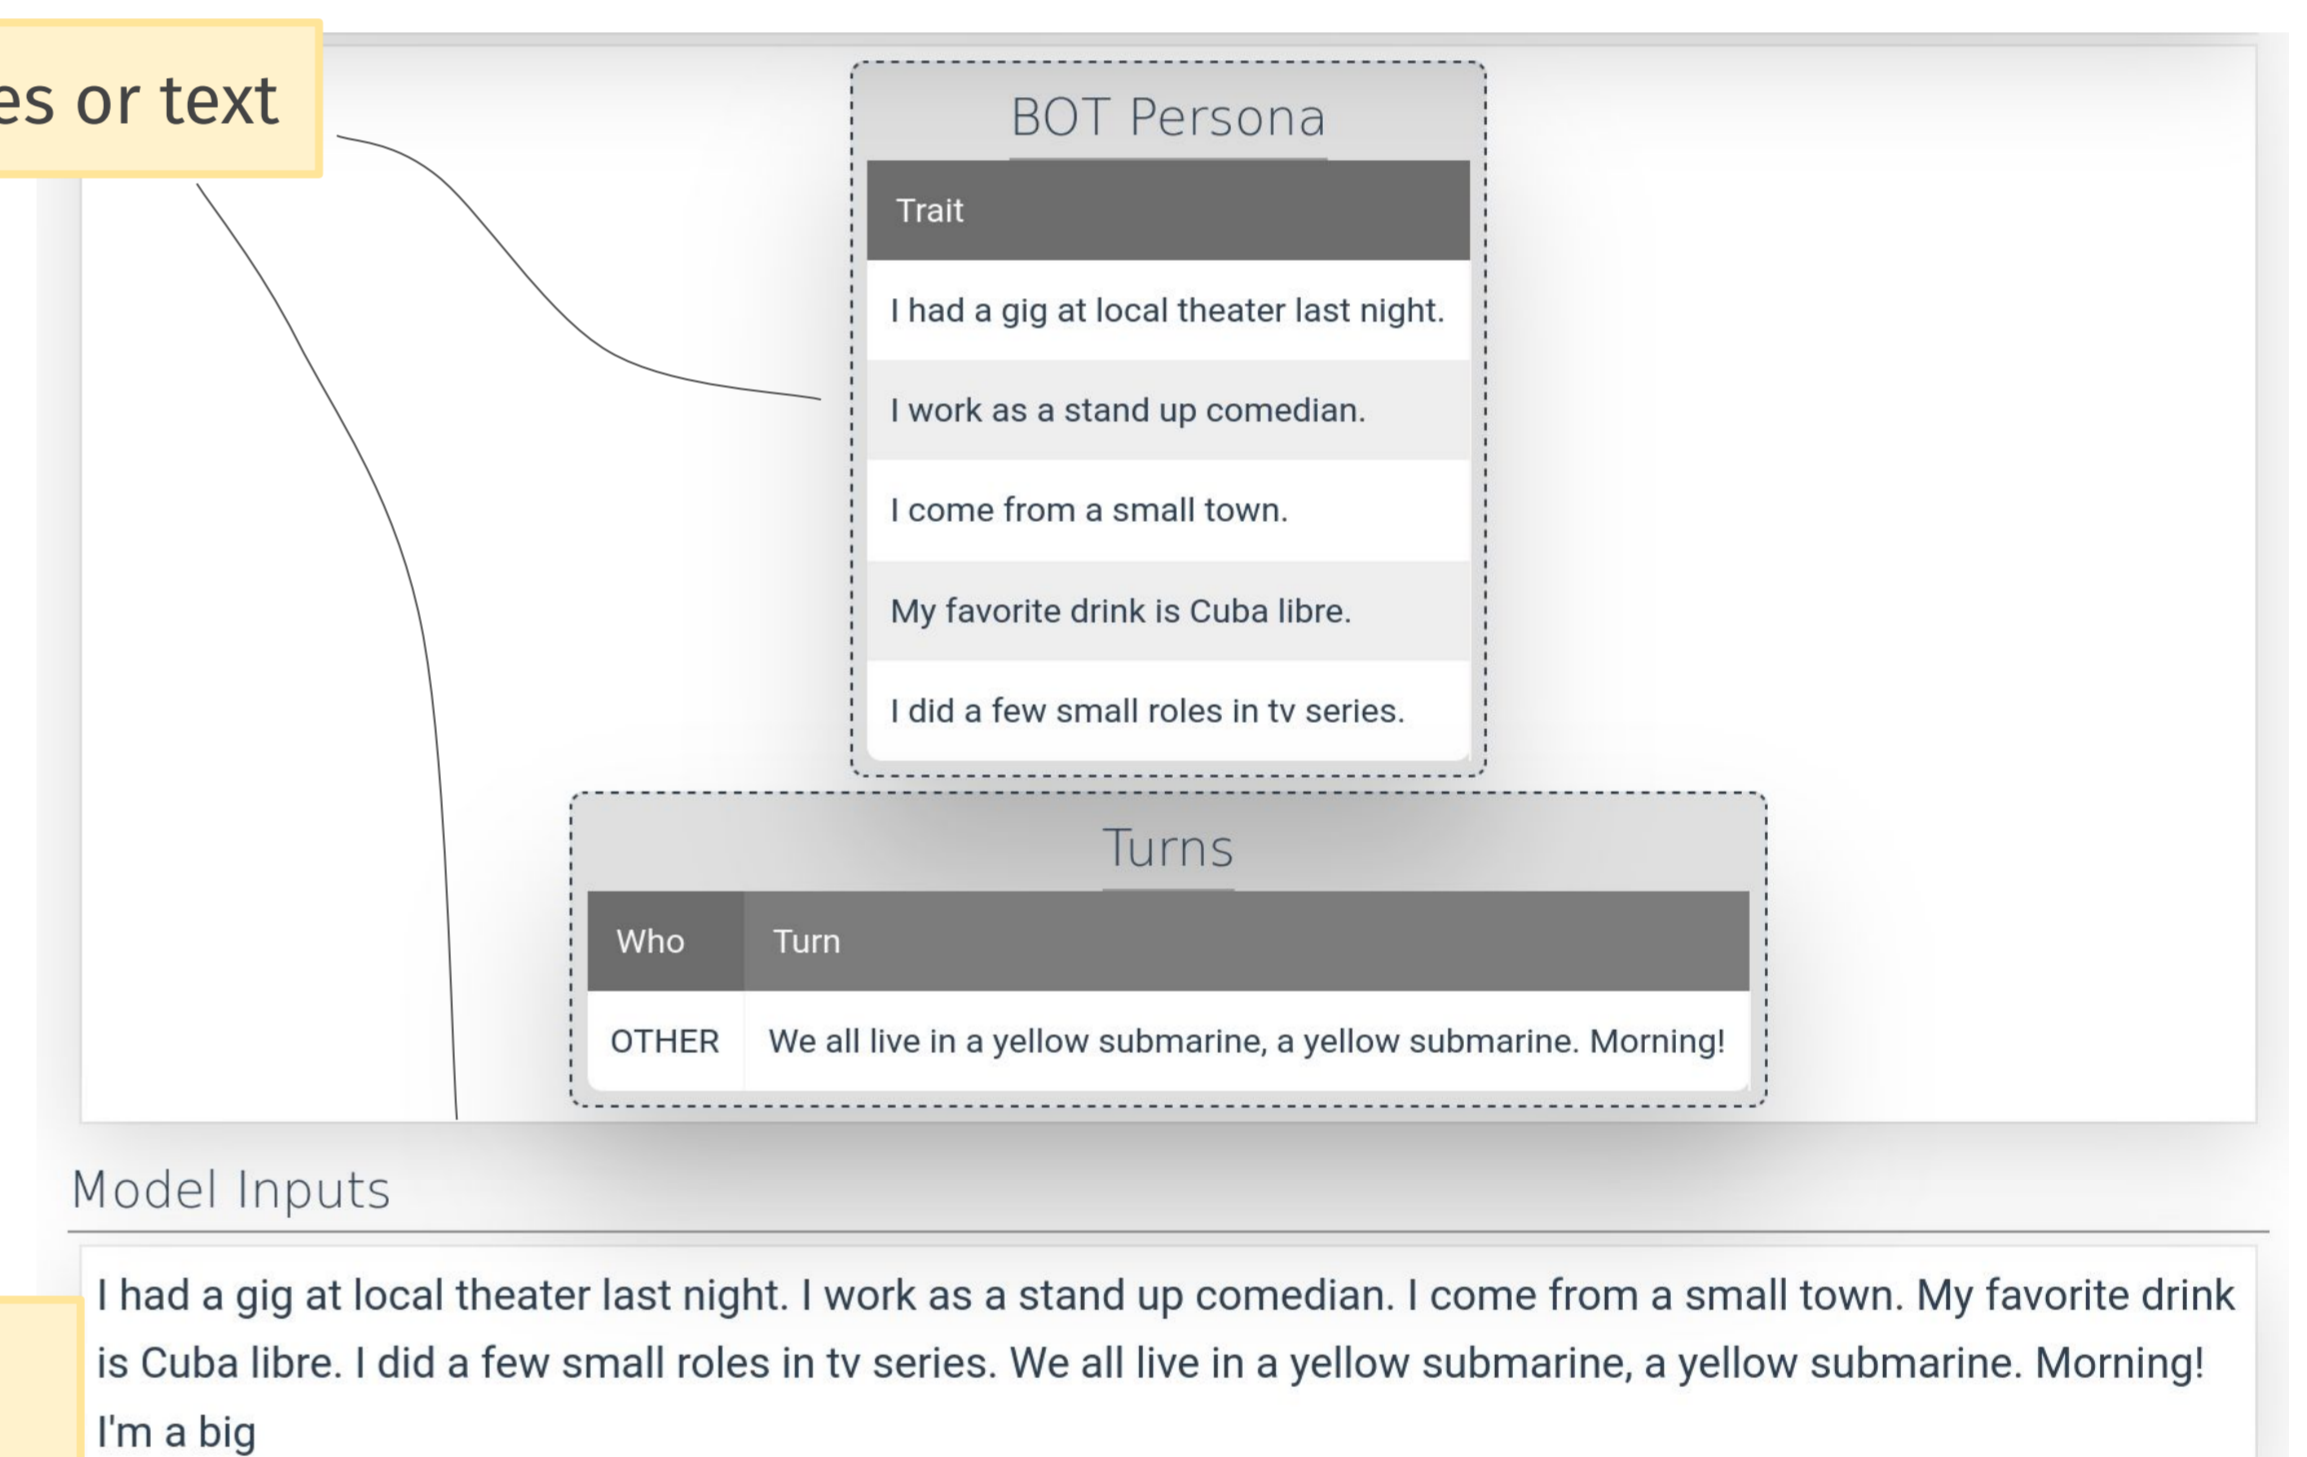 es or text
BOT Persona
Trait
I had a gig at local theater last night.
I work as a stand up comedian.
I come from a small town.
My favorite drink is Cuba libre.
I did a few small roles in tv series.
Turns
Who Turn
OTHER We all live in a yellow submarine, a yellow submarine. Morning!
Model Inputs
I had a gig at local theater last night. I work as a stand up comedian. I come from a small town. My favorite drink
is Cuba libre. I did a few small roles in tv series. We all live in a yellow submarine, a yellow submarine. Morning!
I'm a big